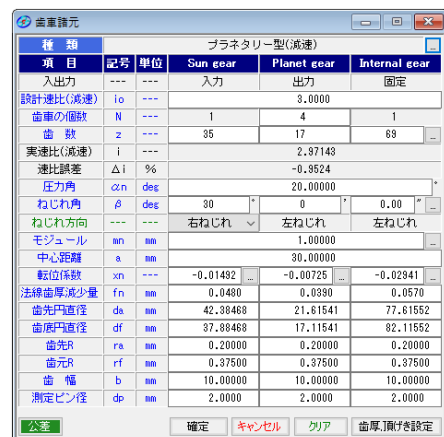 歯車諸元
種 類 プラネタリー型(減速) ...
項 目 記号 単位 Sun gear Planet gear Internal gear
入出力 --- --- 入力 出力 固定
設計速比(減速) io --- 3.0000
歯車の個数 N --- 1 4 1
歯 数 z --- 35 17 69 ...
実速比(減速) i --- 2.97143
速比誤差 Δi % -0.9524
圧力角 αn deg 20.00000 °
ねじれ角 β deg 30 ° 0 ' 0.00 " ...
ねじれ方向 --- --- 右ねじれ 左ねじれ 左ねじれ
モジュール mn mm 1.00000 ...
中心距離 a mm 30.00000
転位係数 xn --- -0.01492 ... -0.00725 ... -0.02941 ...
法線歯厚減少量 fn mm 0.0480 0.0390 0.0570
歯先円直径 da mm 42.38468 21.61541 77.61552
歯底円直径 df mm 37.88468 17.11541 82.11552
歯先R ra mm 0.20000 0.20000 0.20000
歯元R rf mm 0.37500 0.37500 0.37500
歯 幅 b mm 10.00000 10.00000 10.00000
測定ピン径 dp mm 2.0000 2.0000 2.0000
公差 確定 キャンセル クリア 歯厚,頂げき設定